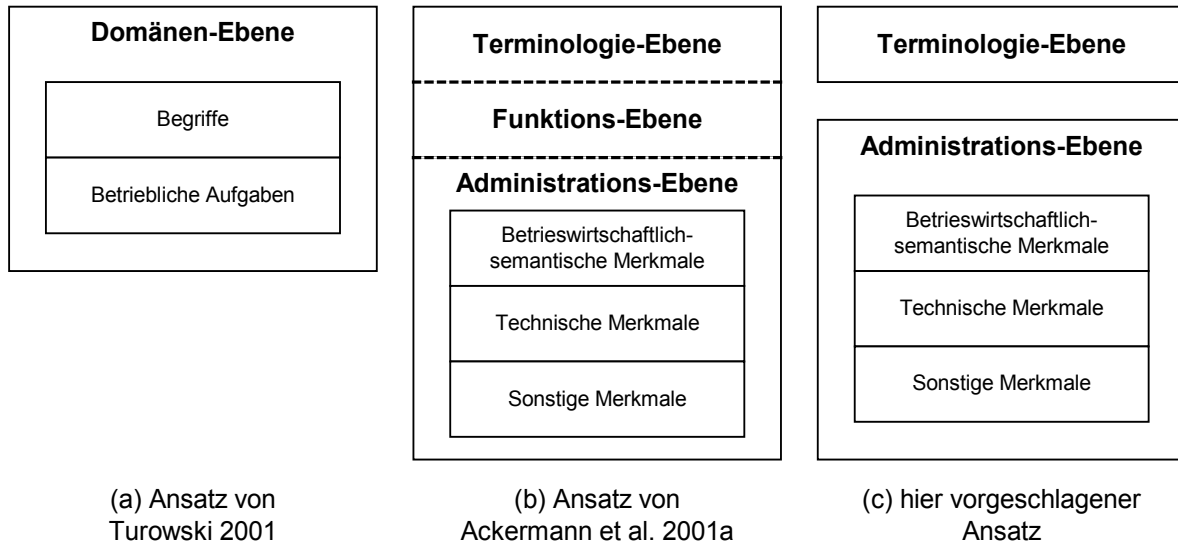 Domänen-Ebene
Begriffe
Betriebliche Aufgaben
(a) Ansatz von
Turowski 2001
Terminologie-Ebene
Funktions-Ebene
Administrations-Ebene
Betrieswirtschaftlich-
semantische Merkmale
Technische Merkmale
Sonstige Merkmale
(b) Ansatz von
Ackermann et al. 2001a
Terminologie-Ebene
Administrations-Ebene
Betrieswirtschaftlich-
semantische Merkmale
Technische Merkmale
Sonstige Merkmale
(c) hier vorgeschlagener
Ansatz